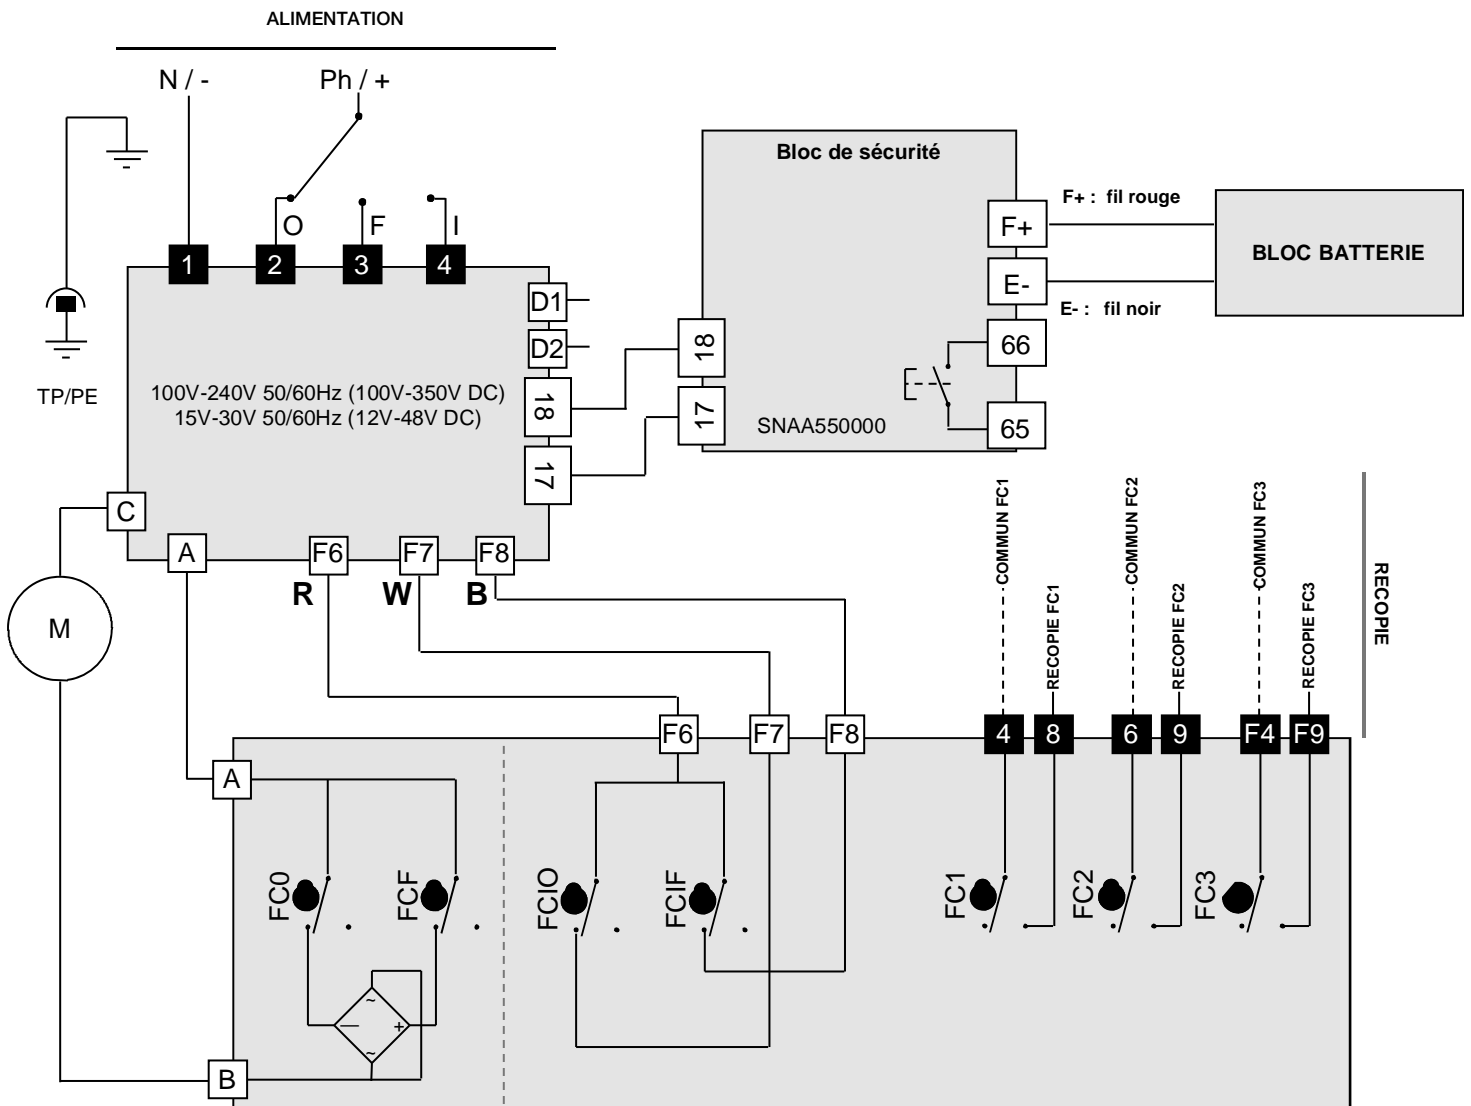 ALIMENTATION
N / -
Ph / +
O
F
I
1
2
3
4
TP/PE
100V-240V 50/60Hz (100V-350V DC)
15V-30V 50/60Hz (12V-48V DC)
D1
D2
18
17
C
A
F6
F7
F8
R
W
B
M
Bloc de sécurité
18
17
SNAA550000
F+
E-
66
65
F+ : fil rouge
E- : fil noir
BLOC BATTERIE
COMMUN FC1
RECOPIE FC1
COMMUN FC2
RECOPIE FC2
COMMUN FC3
RECOPIE FC3
RECOPIE
F6
F7
F8
4
8
6
9
F4
F9
A
FC0
FCF
FCIO
FCIF
FC1
FC2
FC3
~
—
+
~
B